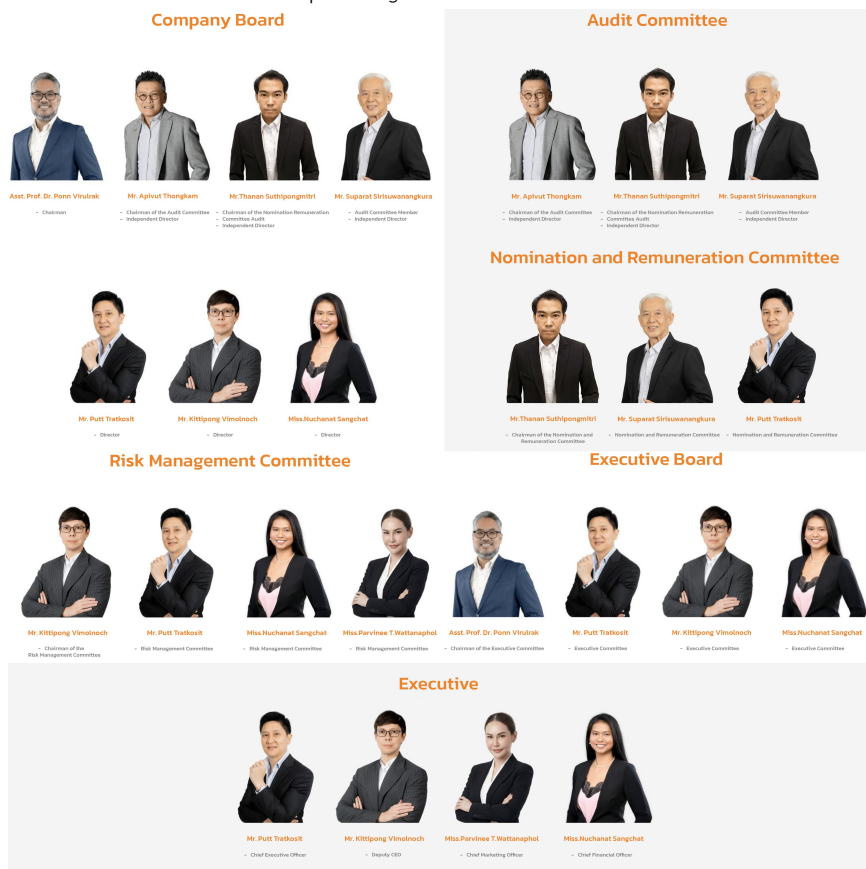 Company Board
Asst. Prof. Dr. Ponn Virulrak
- Chairman
Mr. Apivut Thongkam
- Chairman of the Audit Committee
- Independent Director
Mr.Thanan Suthipongmitri
- Chairman of the Nomination Remuneration
- Committee Audit
- Independent Director
Mr. Suparat Sirisuwanangkura
- Audit Committee Member
- Independent Director
Mr. Putt Tratkosit
- Director
Mr. Kittipong Vimolnoch
- Director
Miss.Nuchanat Sangchat
- Director
Audit Committee
Mr. Apivut Thongkam
- Chairman of the Audit Committee
- Independent Director
Mr.Thanan Suthipongmitri
- Chairman of the Nomination Remuneration
- Committee Audit
- Independent Director
Mr. Suparat Sirisuwanangkura
- Audit Committee Member
- Independent Director
Nomination and Remuneration Committee
Mr.Thanan Suthipongmitri
- Chairman of the Nomination and
Remuneration Committee
Mr. Suparat Sirisuwanangkura
- Nomination and Remuneration Committee
Mr. Putt Tratkosit
- Nomination and Remuneration Committee
Risk Management Committee
Mr. Kittipong Vimolnoch
- Chairman of the
Risk Management Committee
Mr. Putt Tratkosit
- Risk Management Committee
Miss.Nuchanat Sangchat
- Risk Management Committee
Miss.Parvinee T.Wattanaphol
- Risk Management Committee
Executive Board
Asst. Prof. Dr. Ponn Virulrak
- Chairman of the Executive Committee
Mr. Putt Tratkosit
- Executive Committee
Mr. Kittipong Vimolnoch
- Executive Committee
Miss.Nuchanat Sangchat
- Executive Committee
Executive
Mr. Putt Tratkosit
- Chief Executive Officer
Mr. Kittipong Vimolnoch
- Deputy CEO
Miss.Parvinee T.Wattanaphol
- Chief Marketing Officer
Miss.Nuchanat Sangchat
- Chief Financial Officer